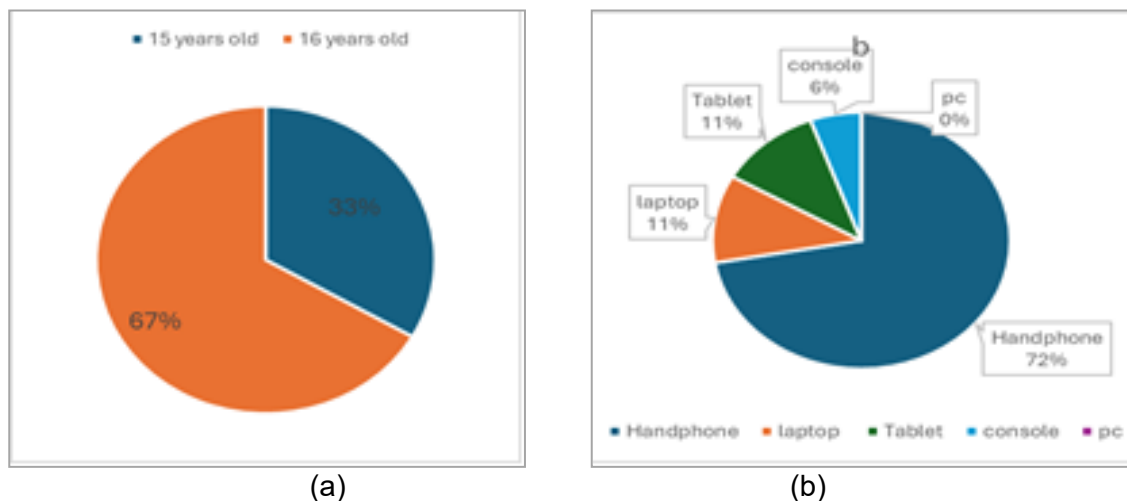 15 years old 16 years old
33%
67%
(a)
b
console
6%
pc
0%
Tablet
11%
laptop
11%
Handphone
72%
Handphone laptop Tablet console pc
(b)